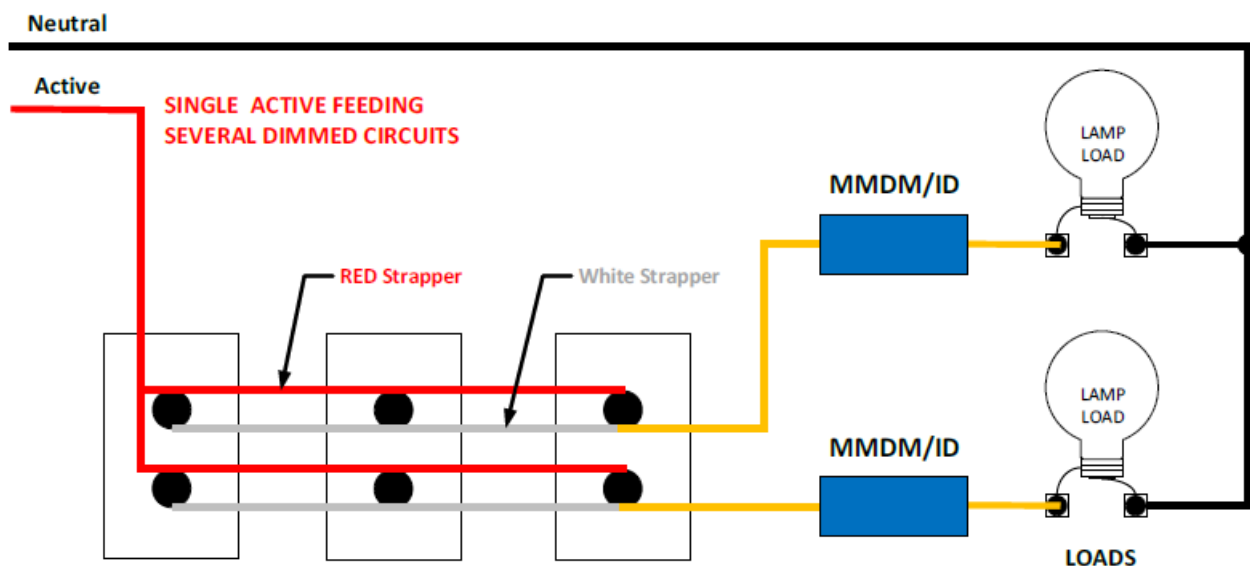 Neutral
Active
SINGLE ACTIVE FEEDING
SEVERAL DIMMED CIRCUITS
LAMP
LOAD
MMDM/ID
RED Strapper
White Strapper
LAMP
LOAD
MMDM/ID
LOADS